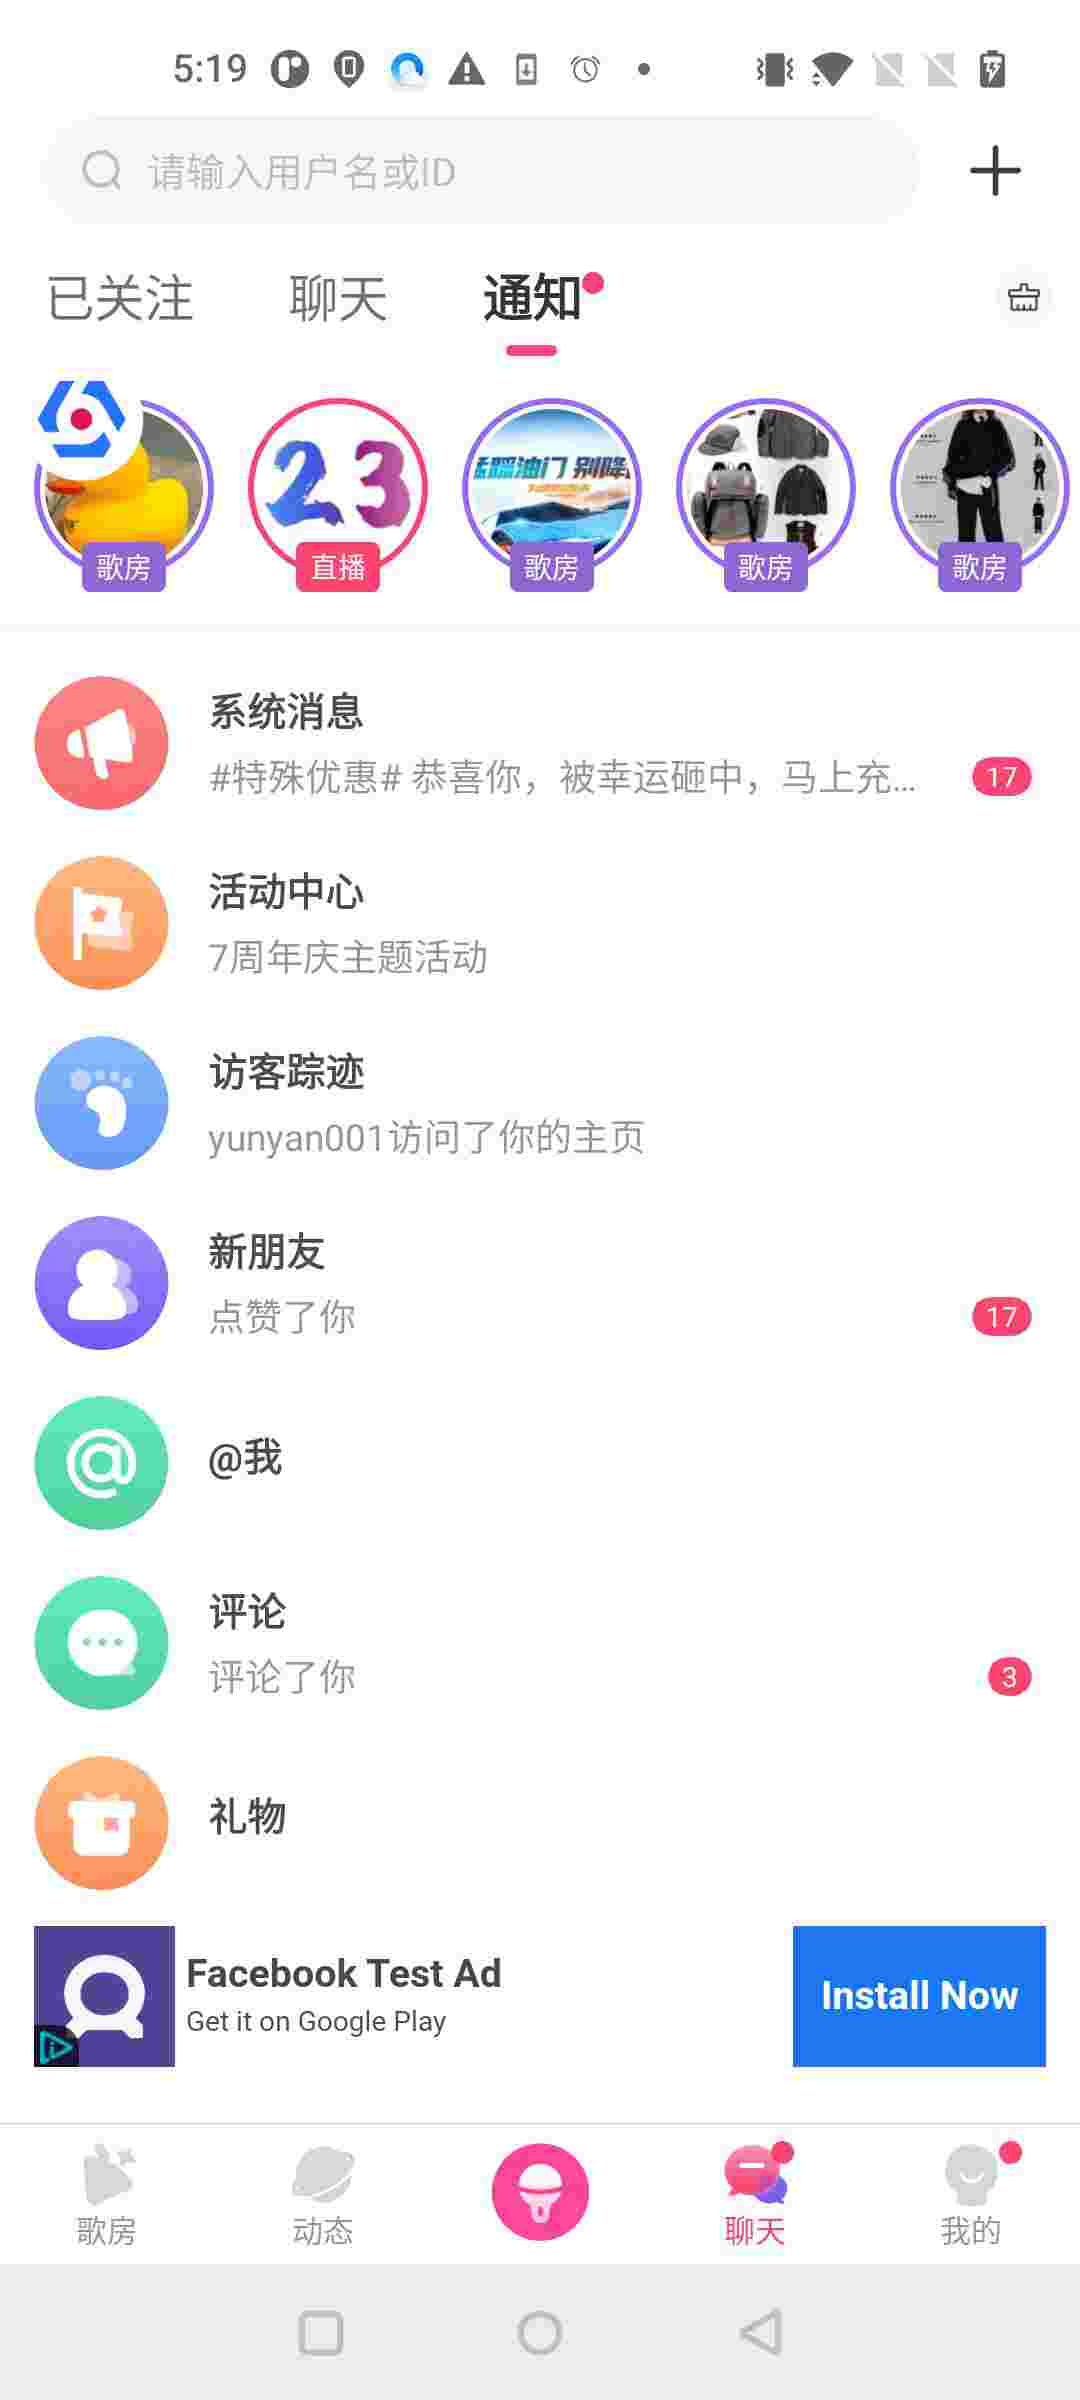 5:19
请输入用户名或ID
已关注 聊天 通知
23
油门 别降
歌房 直播 歌房 歌房 歌房
系统消息
#特殊优惠# 恭喜你，被幸运砸中，马上充...
17
活动中心
7周年庆主题活动
访客踪迹
yunyan001访问了你的主页
新朋友
点赞了你
17
@我
评论
评论了你
3
礼物
Facebook Test Ad
Get it on Google Play
Install Now
歌房 动态 聊天 我的